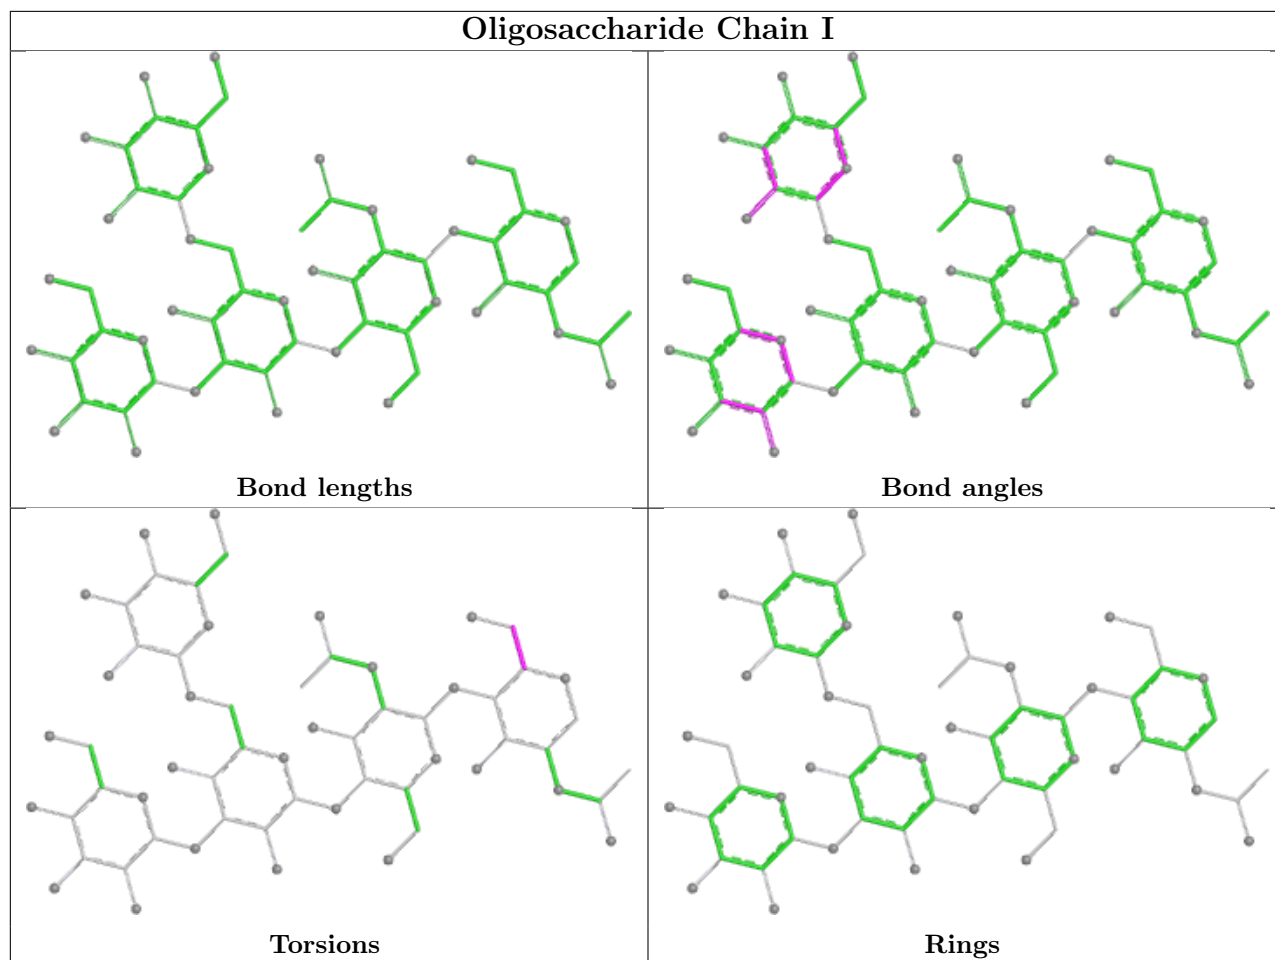 Oligosaccharide Chain I
Bond lengths
Bond angles
Torsions
Rings